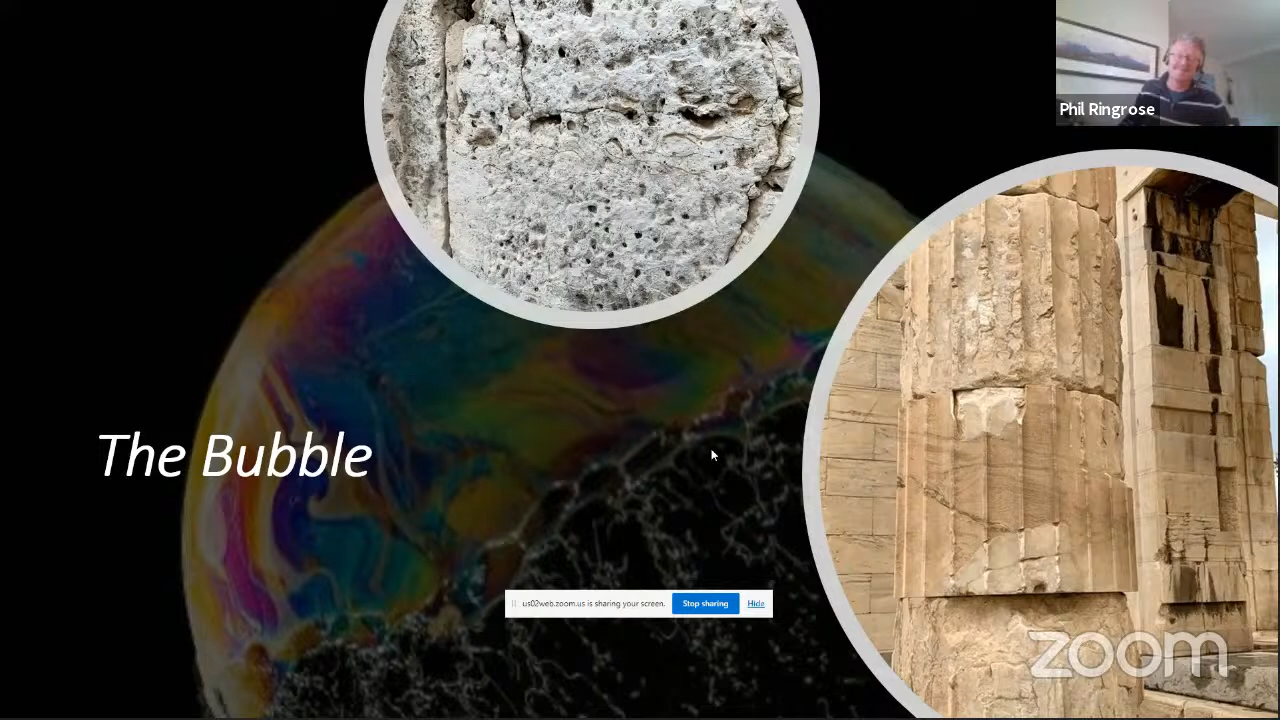 Phil Ringrose
The Bubble
us02web.zoom.us is sharing your screen. Stop sharing Hide
zoom